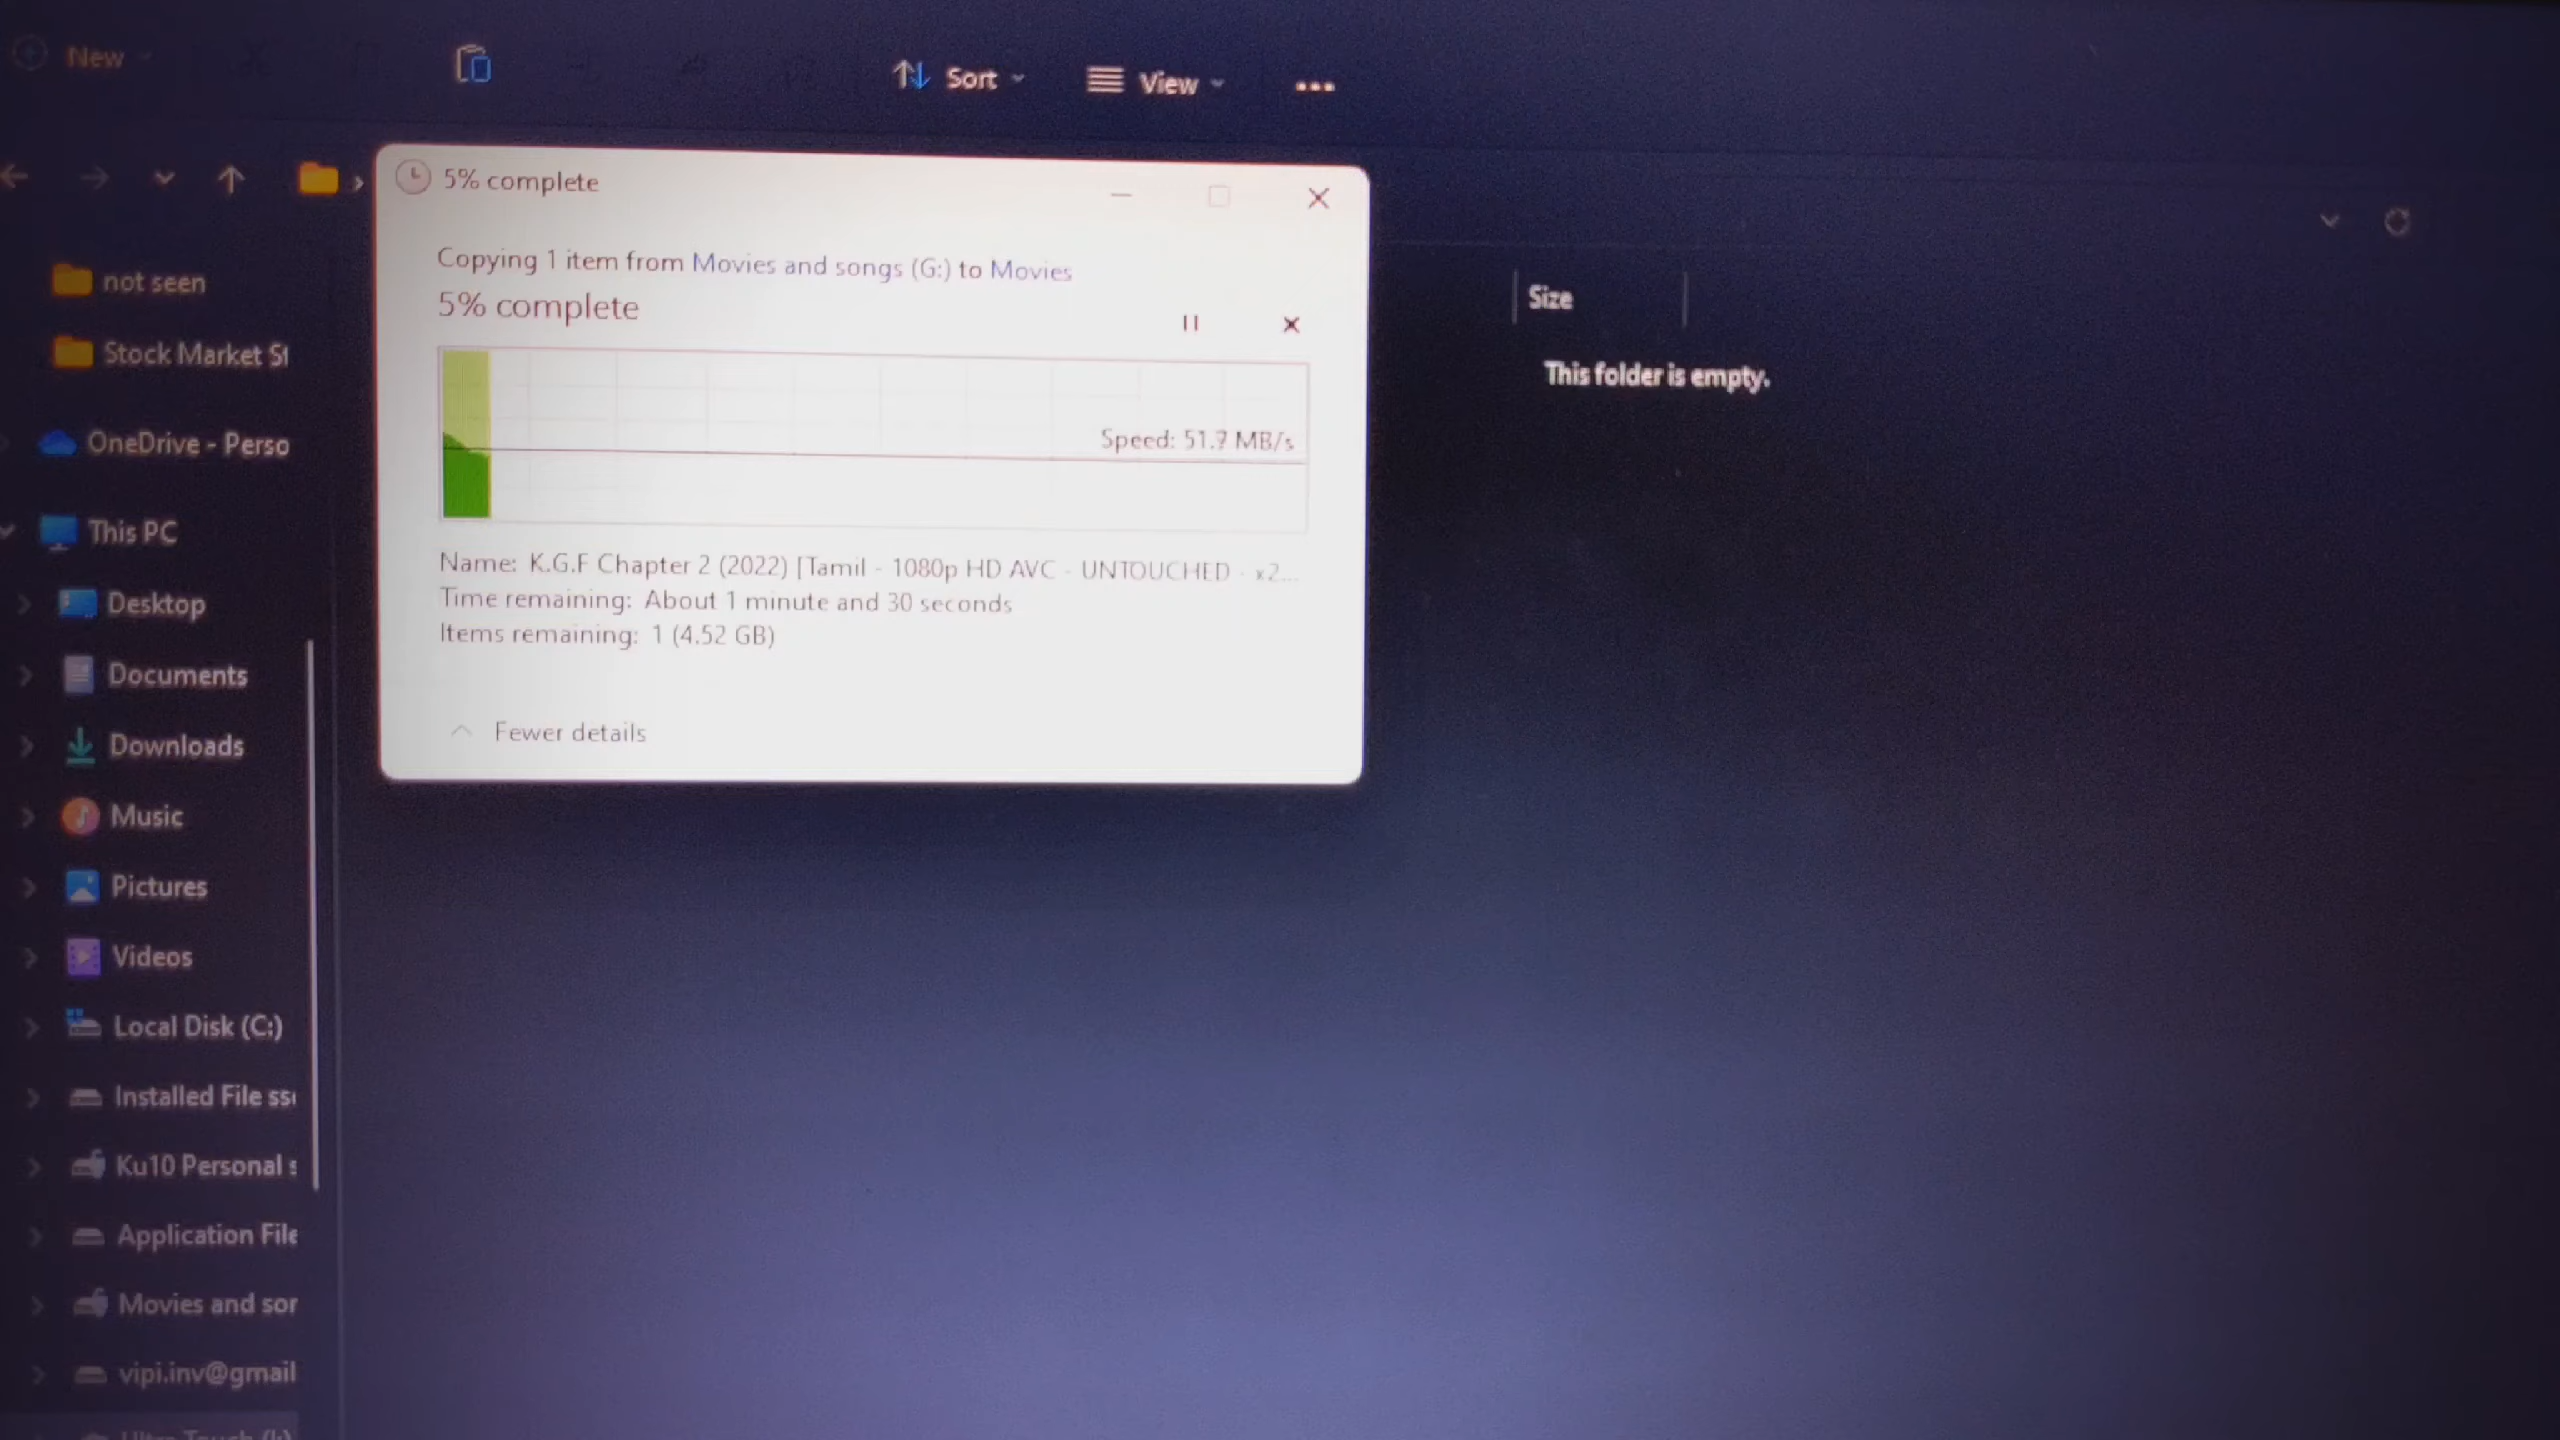 New
Sort
View
5% complete
Copying 1 item from Movies and songs (G:) to Movies
5% complete
Speed: 51.7 MB/s
Name: K.G.F Chapter 2 (2022) [Tamil - 1080p HD AVC - UNTOUCHED - x2...
Time remaining: About 1 minute and 30 seconds
Items remaining: 1 (4.52 GB)
Fewer details
Size
This folder is empty.
not seen
Stock Market St
OneDrive - Perso
This PC
Desktop
Documents
Downloads
Music
Pictures
Videos
Local Disk (C:)
Installed File ss
Ku10 Personal s
Application File
Movies and sor
vipi.inv@gmail